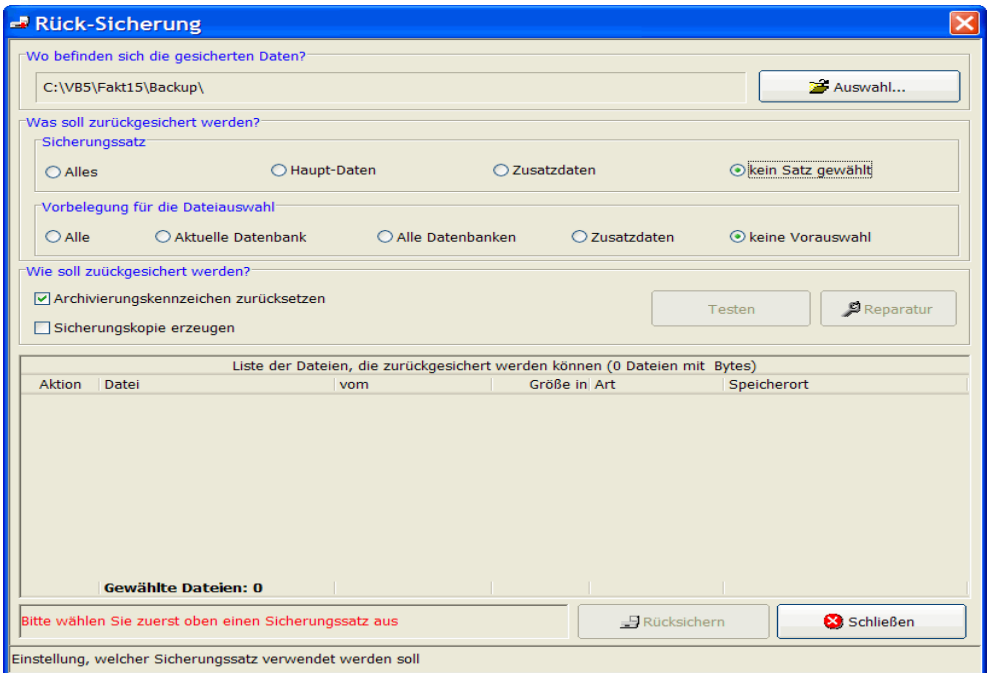 Rück-Sicherung
Wo befinden sich die gesicherten Daten?
C:\VB5\Fakt15\Backup\ Auswahl...
Was soll zurückgesichert werden?
Sicherungssatz
Alles Haupt-Daten Zusatzdaten kein Satz gewählt
Vorbelegung für die Dateiauswahl
Alle Aktuelle Datenbank Alle Datenbanken Zusatzdaten keine Vorauswahl
Wie soll zuückgesichert werden?
Archivierungskennzeichen zurücksetzen
Testen Reparatur
Sicherungskopie erzeugen
Liste der Dateien, die zurückgesichert werden können (0 Dateien mit  Bytes)
Aktion Datei vom Größe in Art Speicherort
Gewählte Dateien: 0
Bitte wählen Sie zuerst oben einen Sicherungssatz aus Rücksichern Schließen
Einstellung, welcher Sicherungssatz verwendet werden soll